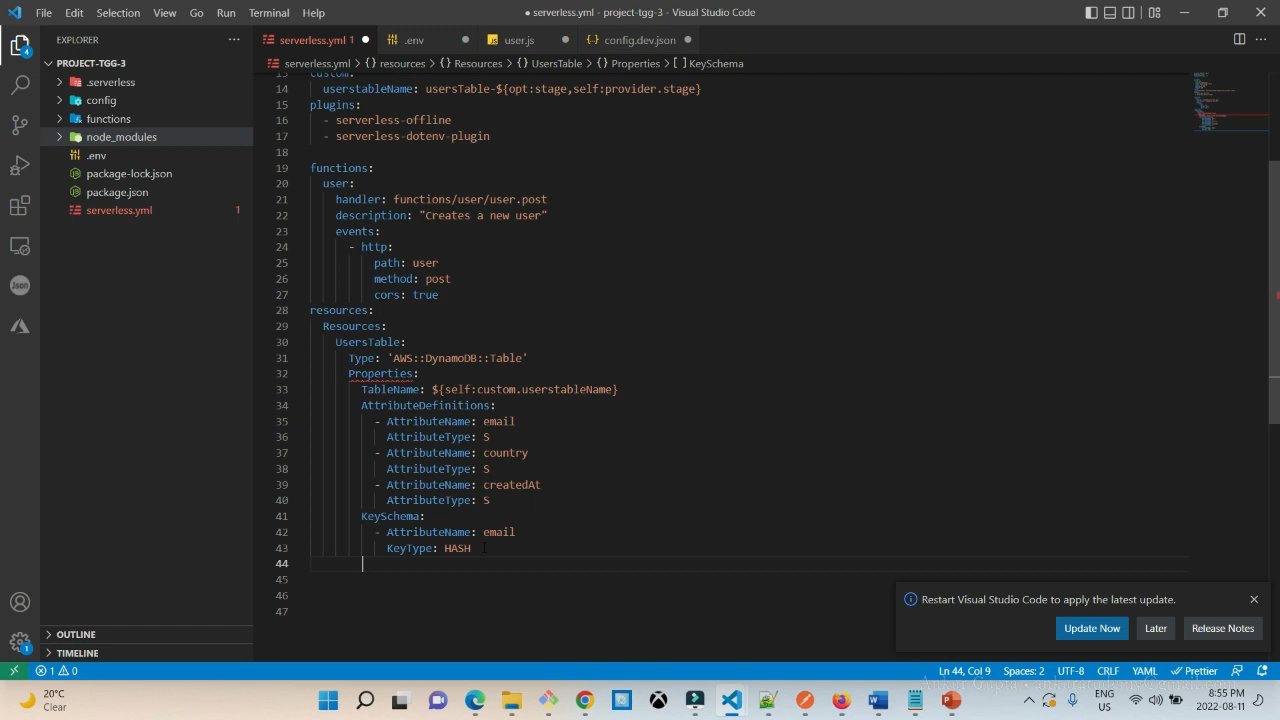 File Edit Selection View Go Run Terminal Help
● serverless.yml - project-tgg-3 - Visual Studio Code
4
EXPLORER
PROJECT-TGG-3
.serverless
config
functions
node_modules
.env
package-lock.json
package.json
serverless.yml 1
OUTLINE
TIMELINE
Json
1
serverless.yml 1 ● .env ● user.js ● config.dev.json ●
serverless.yml > {} resources > {} Resources > {} UsersTable > {} Properties > [ ] KeySchema
13 custom:
14 userstableName: usersTable-${opt:stage,self:provider.stage}
15 plugins:
16 - serverless-offline
17 - serverless-dotenv-plugin
18
19 functions:
20 user:
21 handler: functions/user/user.post
22 description: "Creates a new user"
23 events:
24 - http:
25 path: user
26 method: post
27 cors: true
28 resources:
29 Resources:
30 UsersTable:
31 Type: 'AWS::DynamoDB::Table'
32 Properties:
33 TableName: ${self:custom.userstableName}
34 AttributeDefinitions:
35 - AttributeName: email
36 AttributeType: S
37 - AttributeName: country
38 AttributeType: S
39 - AttributeName: createdAt
40 AttributeType: S
41 KeySchema:
42 - AttributeName: email
43 KeyType: HASH
44
45
46
47
Restart Visual Studio Code to apply the latest update.
Update Now Later Release Notes
1 0
Ln 44, Col 9 Spaces: 2 UTF-8 CRLF YAML Prettier
20°C
Clear
ENG
US
8:55 PM
2022-08-11